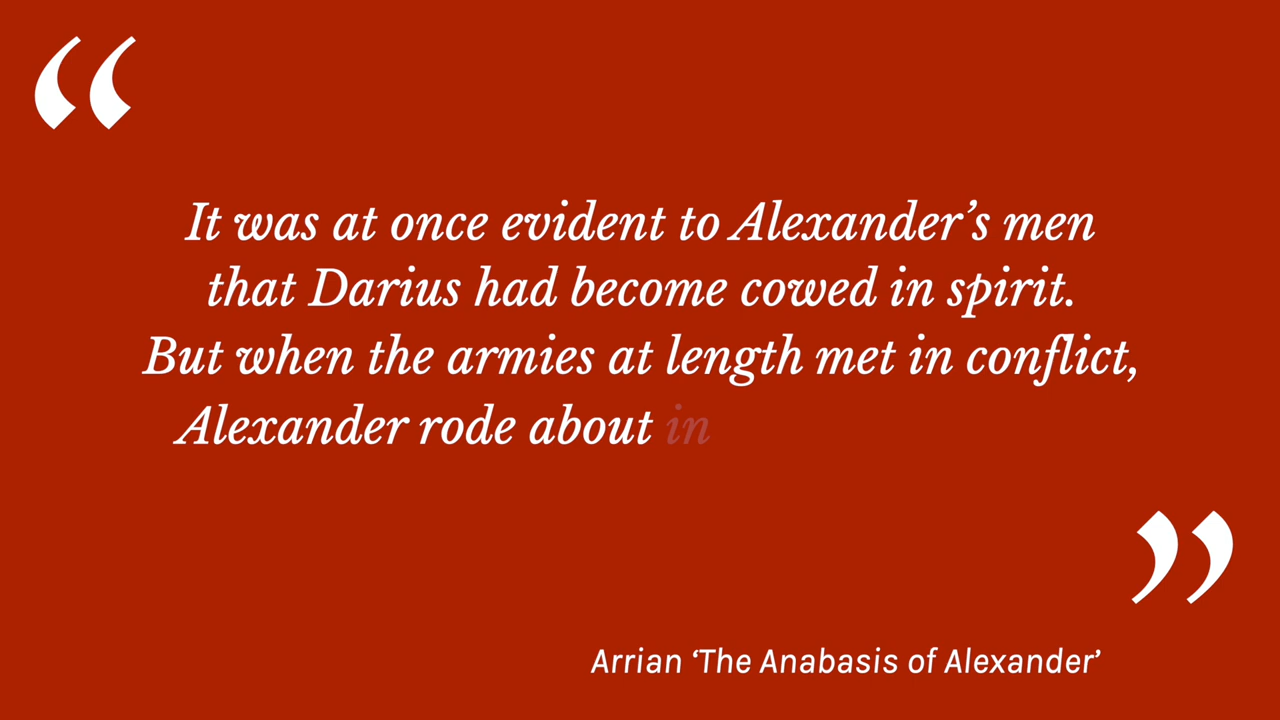 “
It was at once evident to Alexander’s men
that Darius had become cowed in spirit.
But when the armies at length met in conflict,
Alexander rode about in
”
Arrian ‘The Anabasis of Alexander’